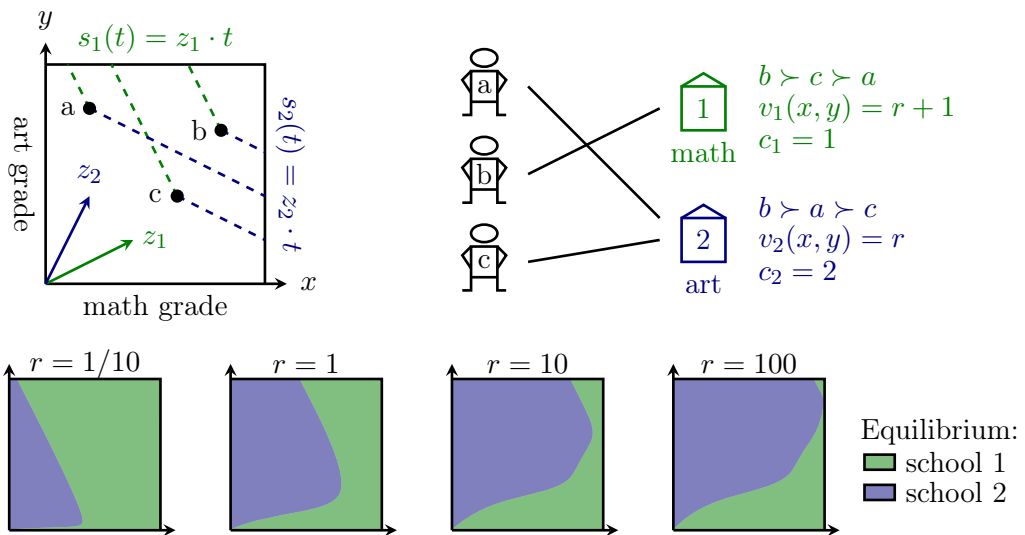 y
s₁(t) = z₁ · t
a
b
c
art grade
z₂
z₁
s₂(t) = z₂ · t
x
math grade
a
b
c
1
math
b ≻ c ≻ a
v₁(x, y) = r + 1
c₁ = 1
2
art
b ≻ a ≻ c
v₂(x, y) = r
c₂ = 2
r = 1/10
r = 1
r = 10
r = 100
Equilibrium:
school 1
school 2